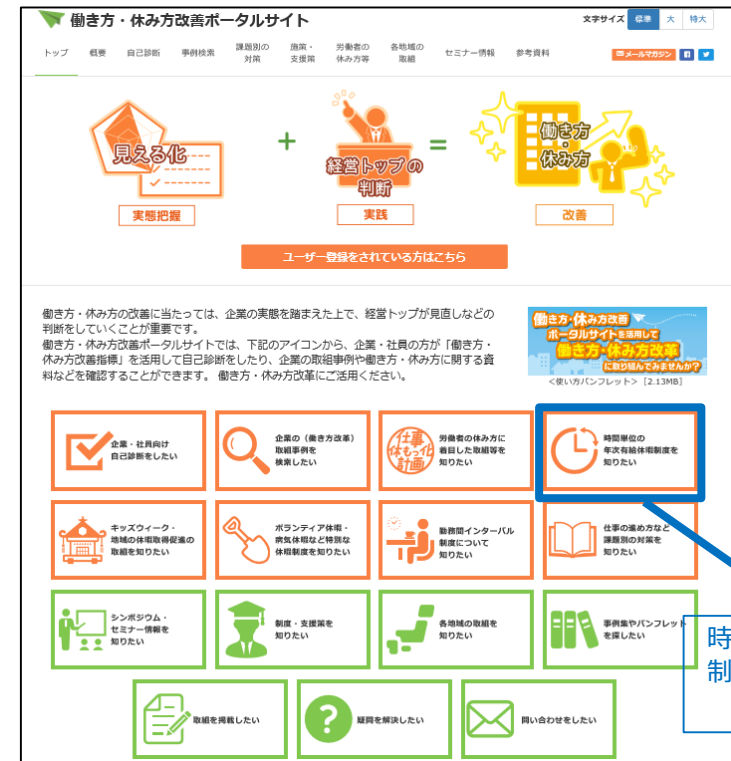 働き方・休み方改善ポータルサイト
文字サイズ 標準 大 特大
トップ 概要 自己診断 事例検索 課題別の対策 施策・支援策 労働者の休み方等 各地域の取組 セミナー情報 参考資料
メールマガジン
見える化
+
経営トップの
判断
=
働き方
・
休み方
実態把握
実践
改善
ユーザー登録をされている方はこちら
働き方・休み方の改善に当たっては、企業の実態を踏まえた上で、経営トップが見直しなどの
判断をしていくことが重要です。
働き方・休み方改善ポータルサイトでは、下記のアイコンから、企業・社員の方が「働き方・
休み方改善指標」を活用して自己診断をしたり、企業の取組事例や働き方・休み方に関する資
料などを確認することができます。 働き方・休み方改革にご活用ください。
働き方・休み方改善
ポータルサイトを活用して
働き方・休み方改革
に取り組んでみませんか?
<使い方パンフレット> [2.13MB]
企業・社員向け
自己診断をしたい
企業の(働き方改革)
取組事例を
検索したい
仕事
休もっ化
計画
労働者の休み方に
着目した取組等を
知りたい
時間単位の
年次有給休暇制度を
知りたい
キッズウィーク・
地域の休暇取得促進の
取組を知りたい
ボランティア休暇・
病気休暇など特別な
休暇制度を知りたい
勤務間インターバル
制度について
知りたい
仕事の進め方など
課題別の対策を
知りたい
シンポジウム・
セミナー情報を
知りたい
制度・支援策を
知りたい
各地域の取組を
知りたい
事例集やパンフレット
を探したい
時
制
取組を掲載したい
?
疑問を解決したい
問い合わせをしたい